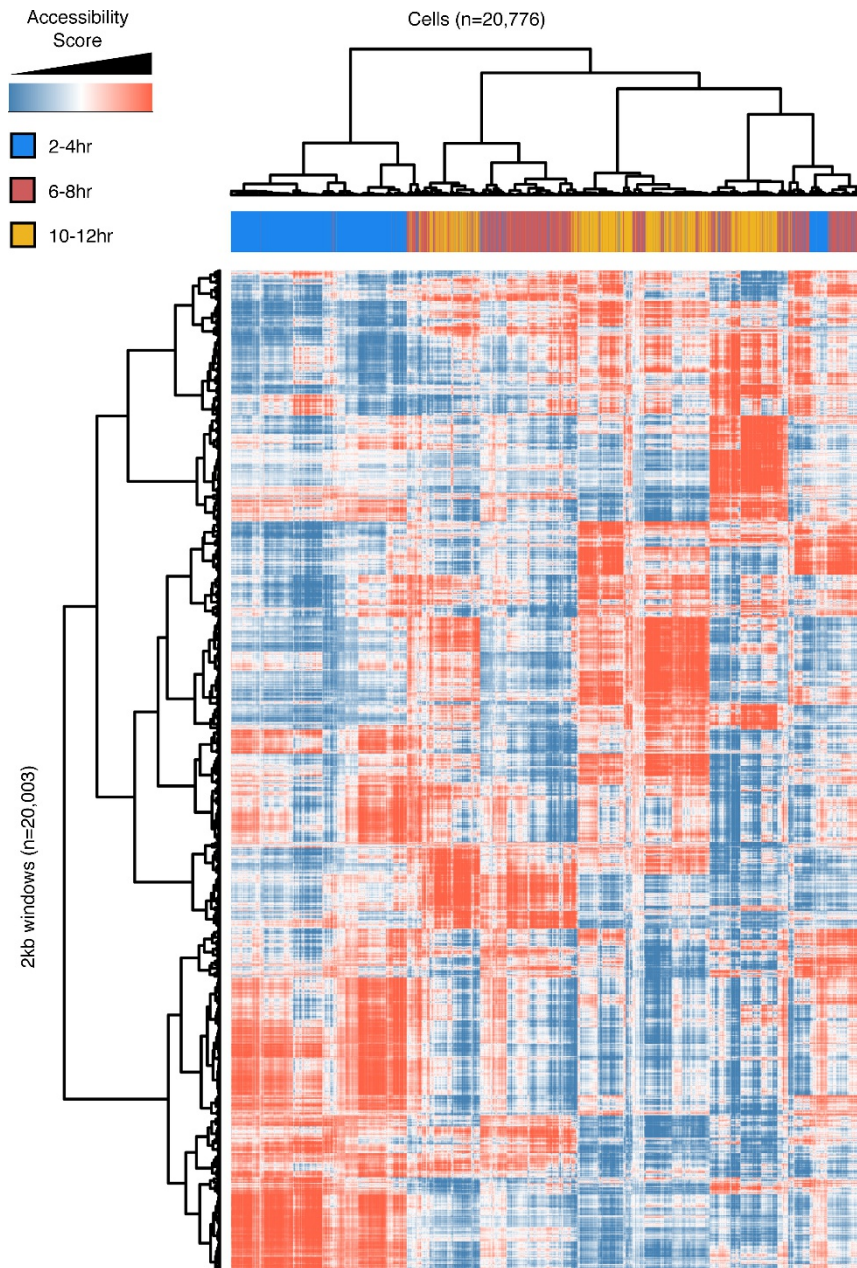 Accessibility
Score
Cells (n=20,776)
2-4hr
6-8hr
10-12hr
2kb windows (n=20,003)